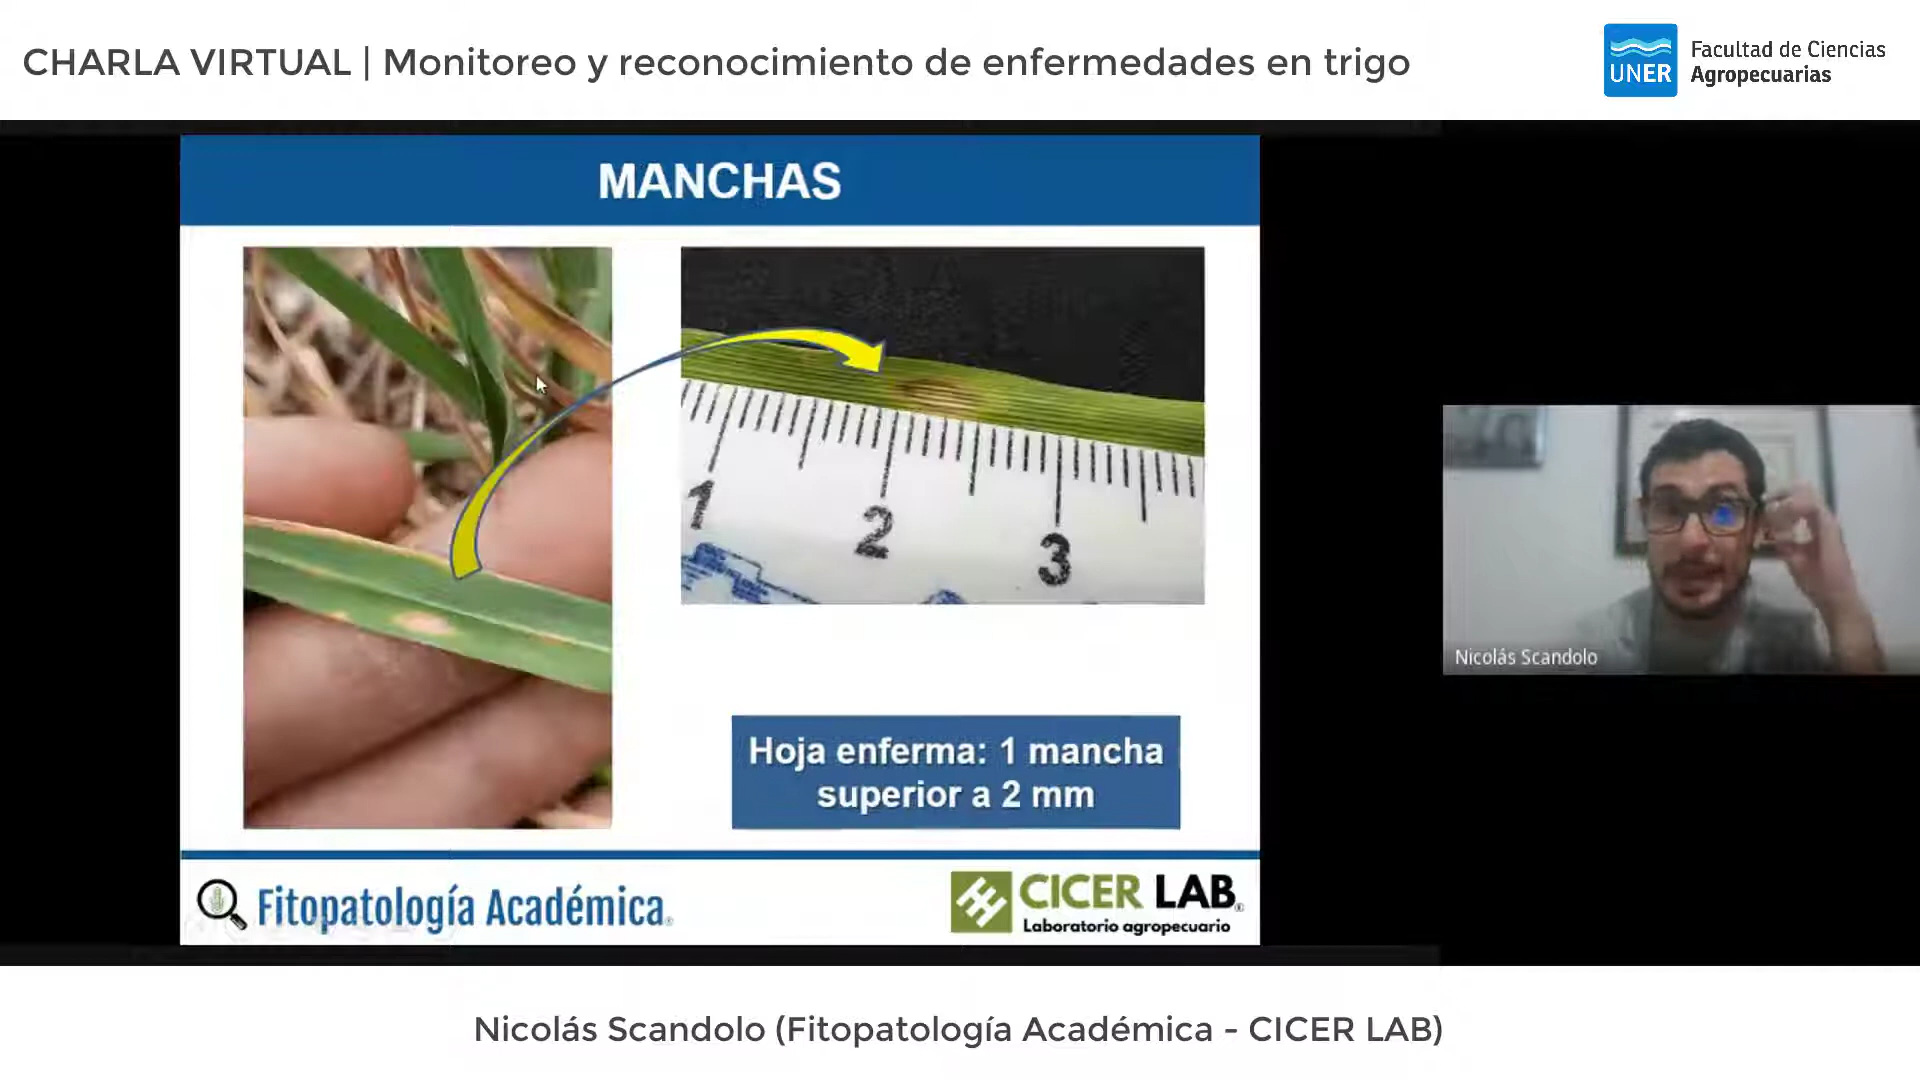 CHARLA VIRTUAL | Monitoreo y reconocimiento de enfermedades en trigo
UNER
Facultad de Ciencias
Agropecuarias
MANCHAS
1
2
3
Nicolás Scandolo
Hoja enferma: 1 mancha
superior a 2 mm
Fitopatología Académica®
CICER LAB®
Laboratorio agropecuario
Nicolás Scandolo (Fitopatología Académica - CICER LAB)